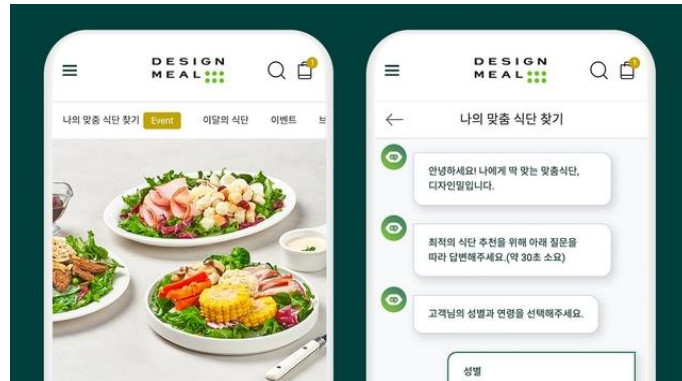 DESIGN
MEAL
1
나의 맞춤 식단 찾기 Event 이달의 식단 이벤트
DESIGN
MEAL
1
나의 맞춤 식단 찾기
안녕하세요! 나에게 딱 맞는 맞춤식단,
디자인밀입니다.
최적의 식단 추천을 위해 아래 질문을
따라 답변해주세요.(약 30초 소요)
고객님의 성별과 연령을 선택해주세요.
성별